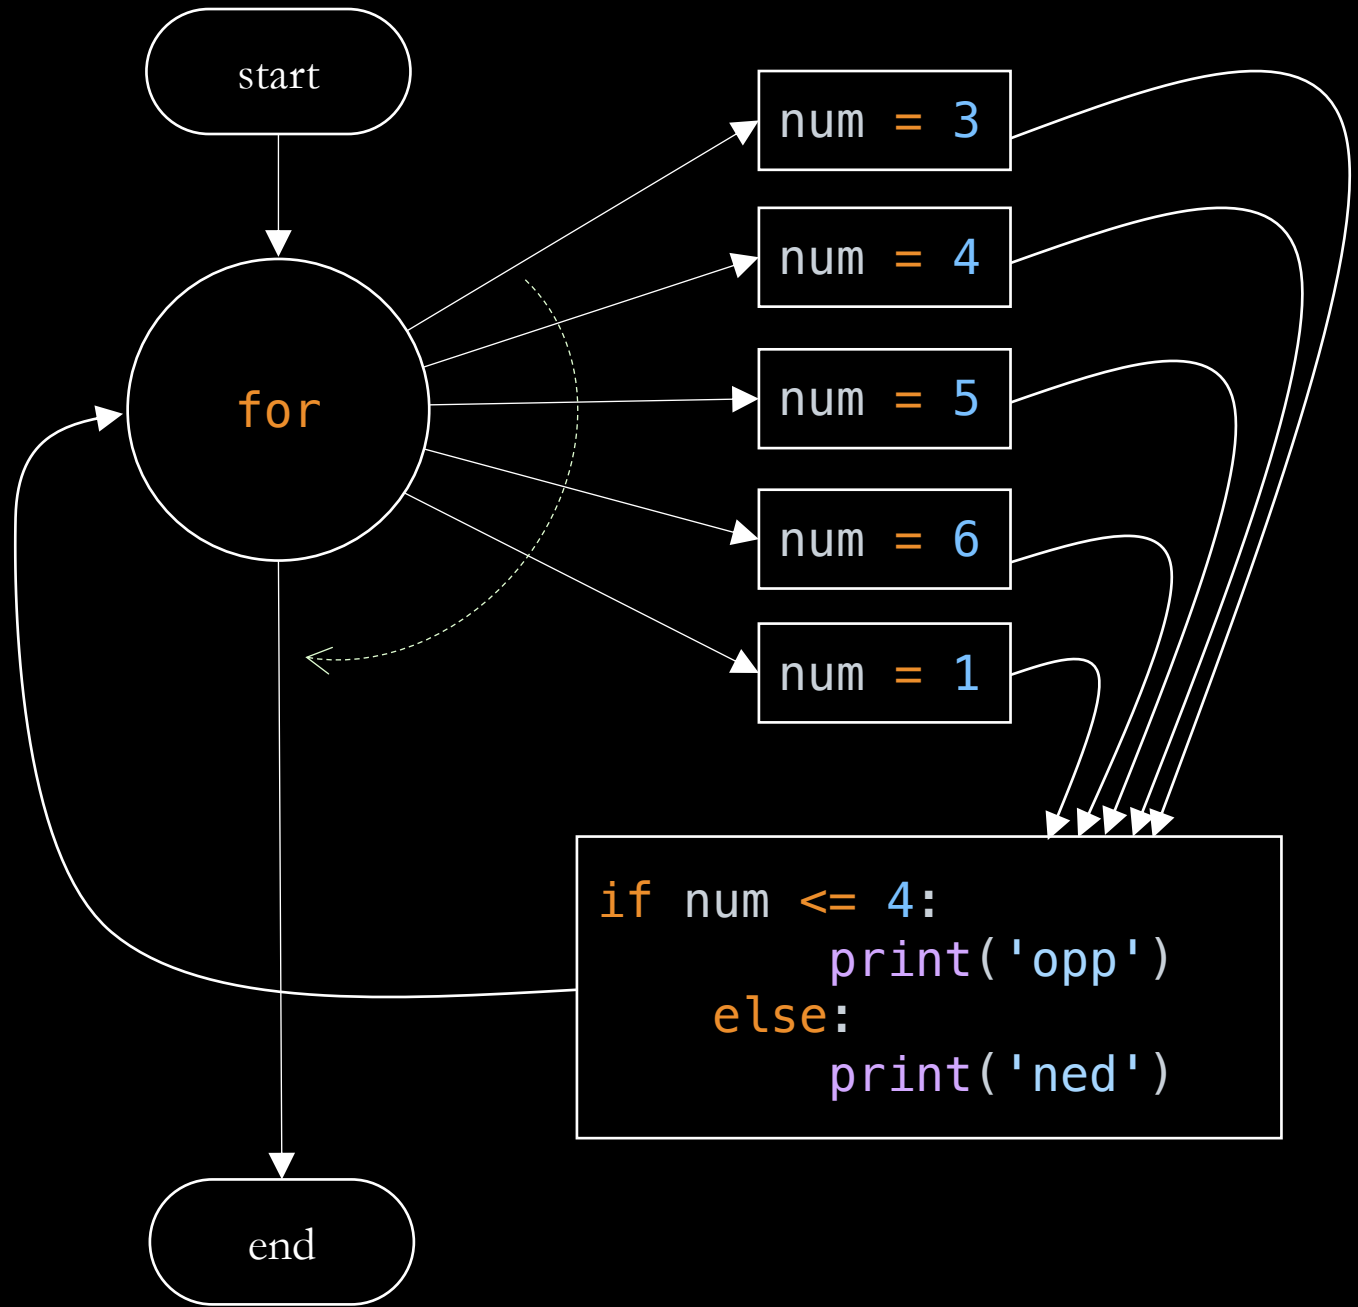 start
num = 3
num = 4
for
num = 5
num = 6
num = 1
if num <= 4:
print('opp')
else:
print('ned')
end